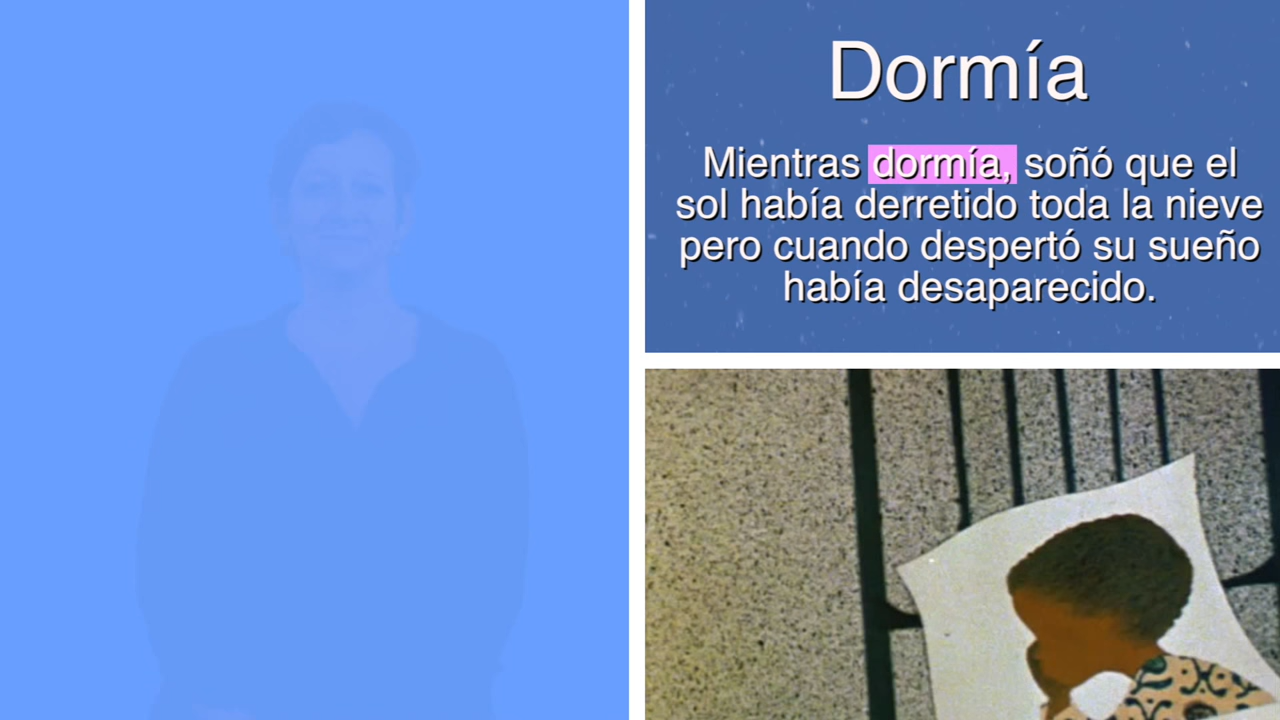 Dormía
Mientras dormía, soñó que el
sol había derretido toda la nieve
pero cuando despertó su sueño
había desaparecido.